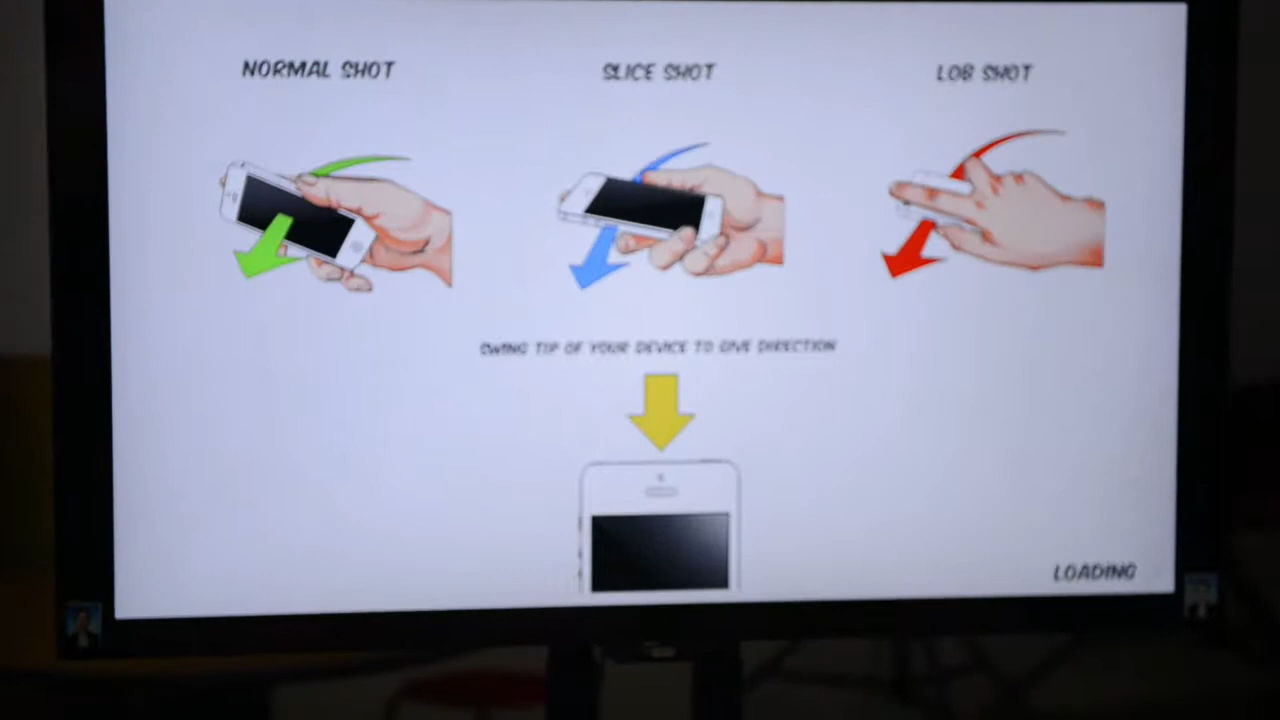 NORMAL SHOT
SLICE SHOT
LOB SHOT
SWING TIP OF YOUR DEVICE TO GIVE DIRECTION
LOADING